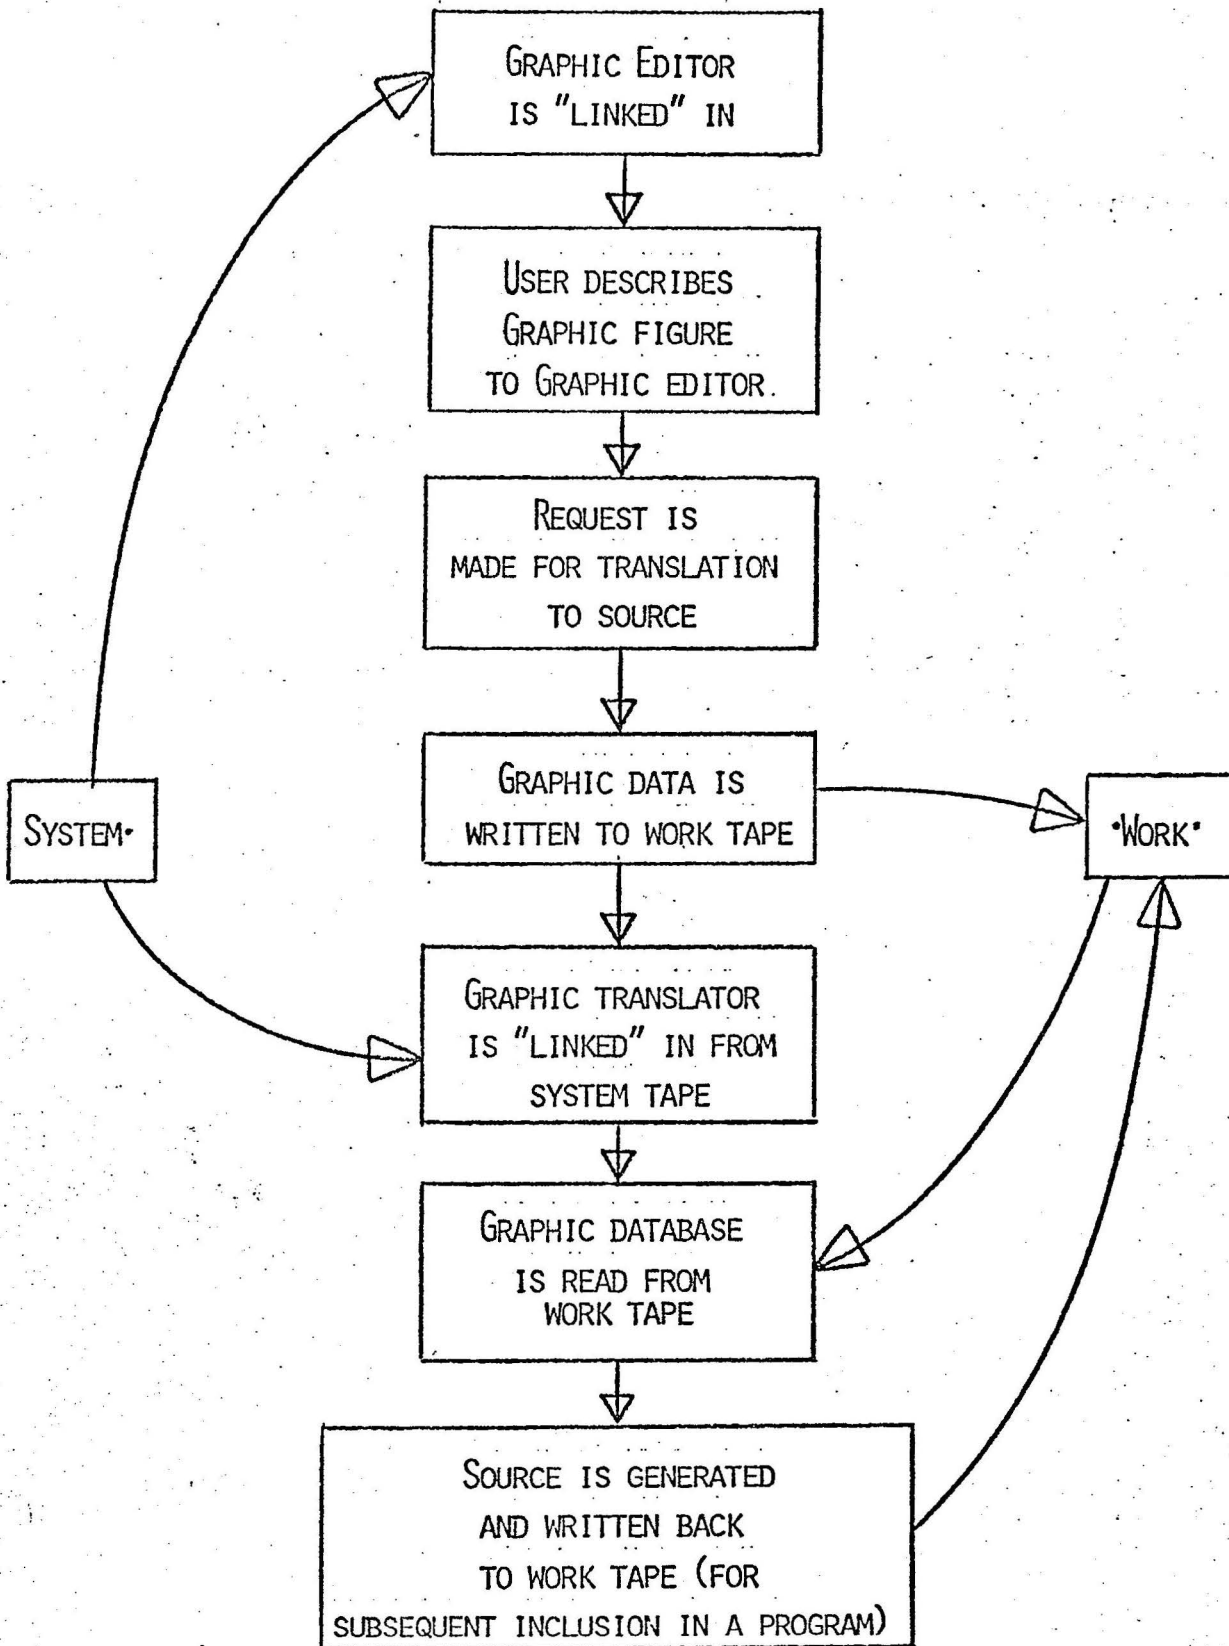 GRAPHIC EDITOR
IS "LINKED" IN
USER DESCRIBES
GRAPHIC FIGURE
TO GRAPHIC EDITOR.
REQUEST IS
MADE FOR TRANSLATION
TO SOURCE
GRAPHIC DATA IS
WRITTEN TO WORK TAPE
SYSTEM·
·WORK·
GRAPHIC TRANSLATOR
IS "LINKED" IN FROM
SYSTEM TAPE
GRAPHIC DATABASE
IS READ FROM
WORK TAPE
SOURCE IS GENERATED
AND WRITTEN BACK
TO WORK TAPE (FOR
SUBSEQUENT INCLUSION IN A PROGRAM)